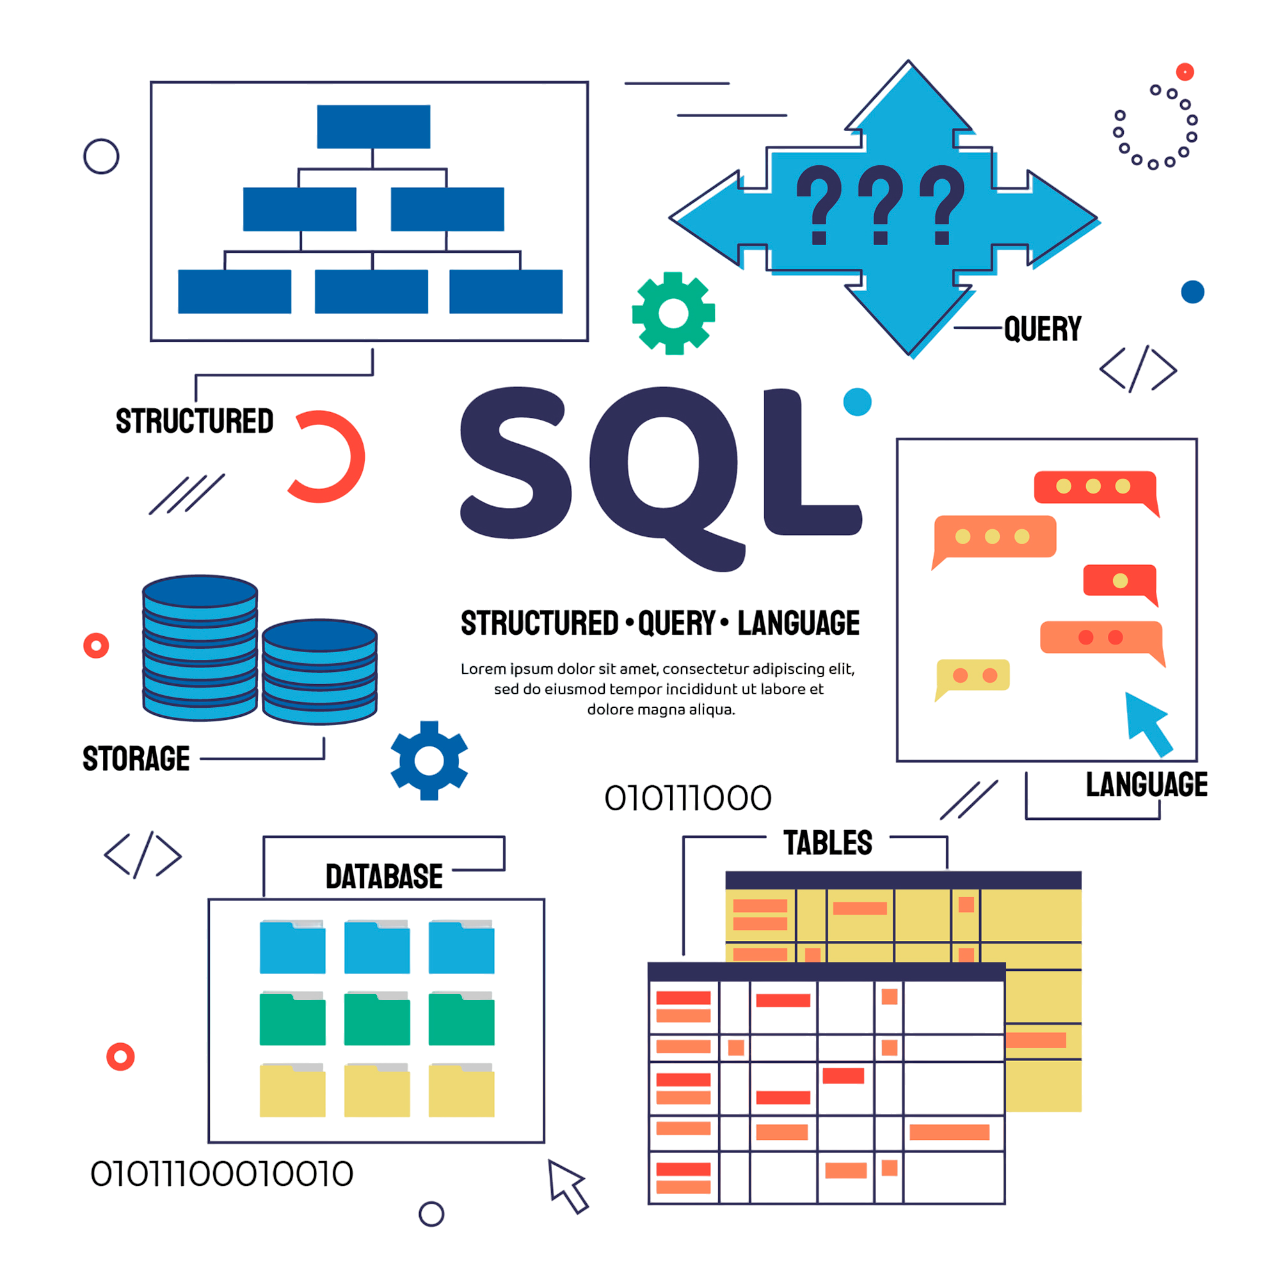 ???
QUERY
STRUCTURED
SQL
STRUCTURED • QUERY • LANGUAGE
Lorem ipsum dolor sit amet, consectetur adipiscing elit,
sed do eiusmod tempor incididunt ut labore et
dolore magna aliqua.
STORAGE
LANGUAGE
010111000
TABLES
DATABASE
01011100010010